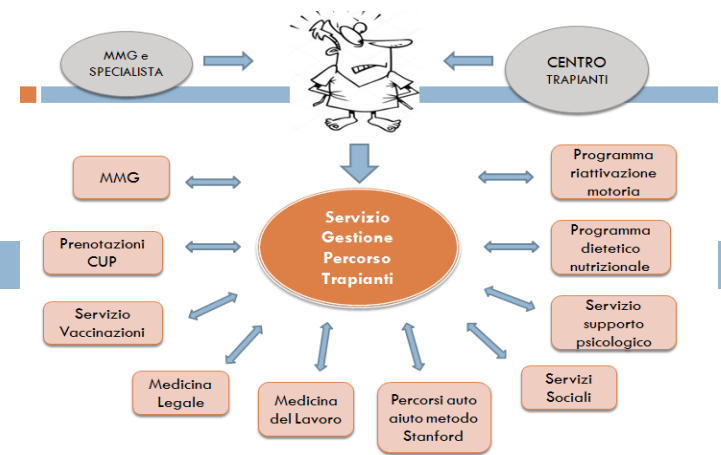 MMG e
SPECIALISTA
CENTRO
TRAPIANTI
MMG
Programma
riattivazione
motoria
Servizio
Gestione
Percorso
Trapianti
Prenotazioni
CUP
Programma
dietetico
nutrizionale
Servizio
Vaccinazioni
Servizio
supporto
psicologico
Medicina
Legale
Medicina
del Lavoro
Percorsi auto
aiuto metodo
Stanford
Servizi
Sociali